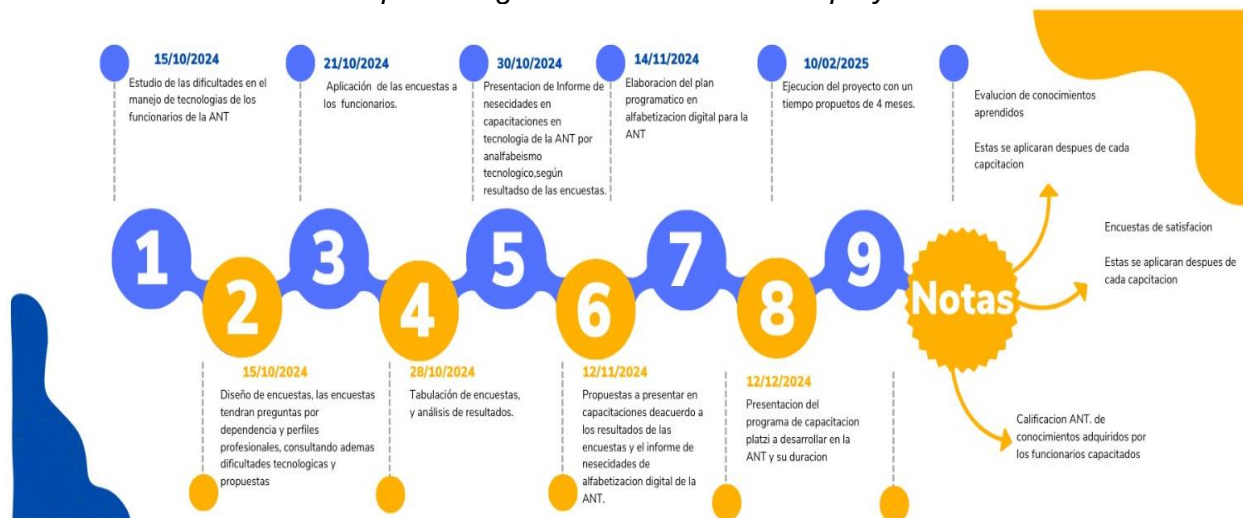 15/10/2024
Estudio de las dificultades en el
manejo de tecnologias de los
funcionarios de la ANT
21/10/2024
Aplicación de las encuestas a
los funcionarios.
30/10/2024
Presentacion de Informe de
nesecidades en
capacitaciones en
tecnologia de la ANT por
analfabeismo
tecnologico,según
resultadso de las encuestas.
14/11/2024
Elaboracion del plan
programatico en
alfabetizacion digital para la
ANT
10/02/2025
Ejecucion del proyecto con un
tiempo propuetos de 4 meses.
Evalucion de conocimientos
aprendidos
Estas se aplicaran despues de cada
capcitacion
1
2
3
4
5
6
7
8
9
Notas
Encuestas de satisfacion
Estas se aplicaran despues de
cada capcitacion
15/10/2024
Diseño de encuestas, las encuestas
tendran preguntas por
dependencia y perfiles
profesionales, consultando ademas
dificultades tecnologicas y
propuestas
28/10/2024
Tabulación de encuestas,
y análisis de resultados.
12/11/2024
Propuestas a presentar en
capacitaciones deacuerdo a
los resultados de las
encuestas y el informe de
nesecidades de
alfabetizacion digital de la
ANT.
12/12/2024
Presentacion del
programa de capacitacion
platzi a desarrollar en la
ANT y su duracion
Calificacion ANT. de
conocimientos adquiridos por
los funcionarios capacitados